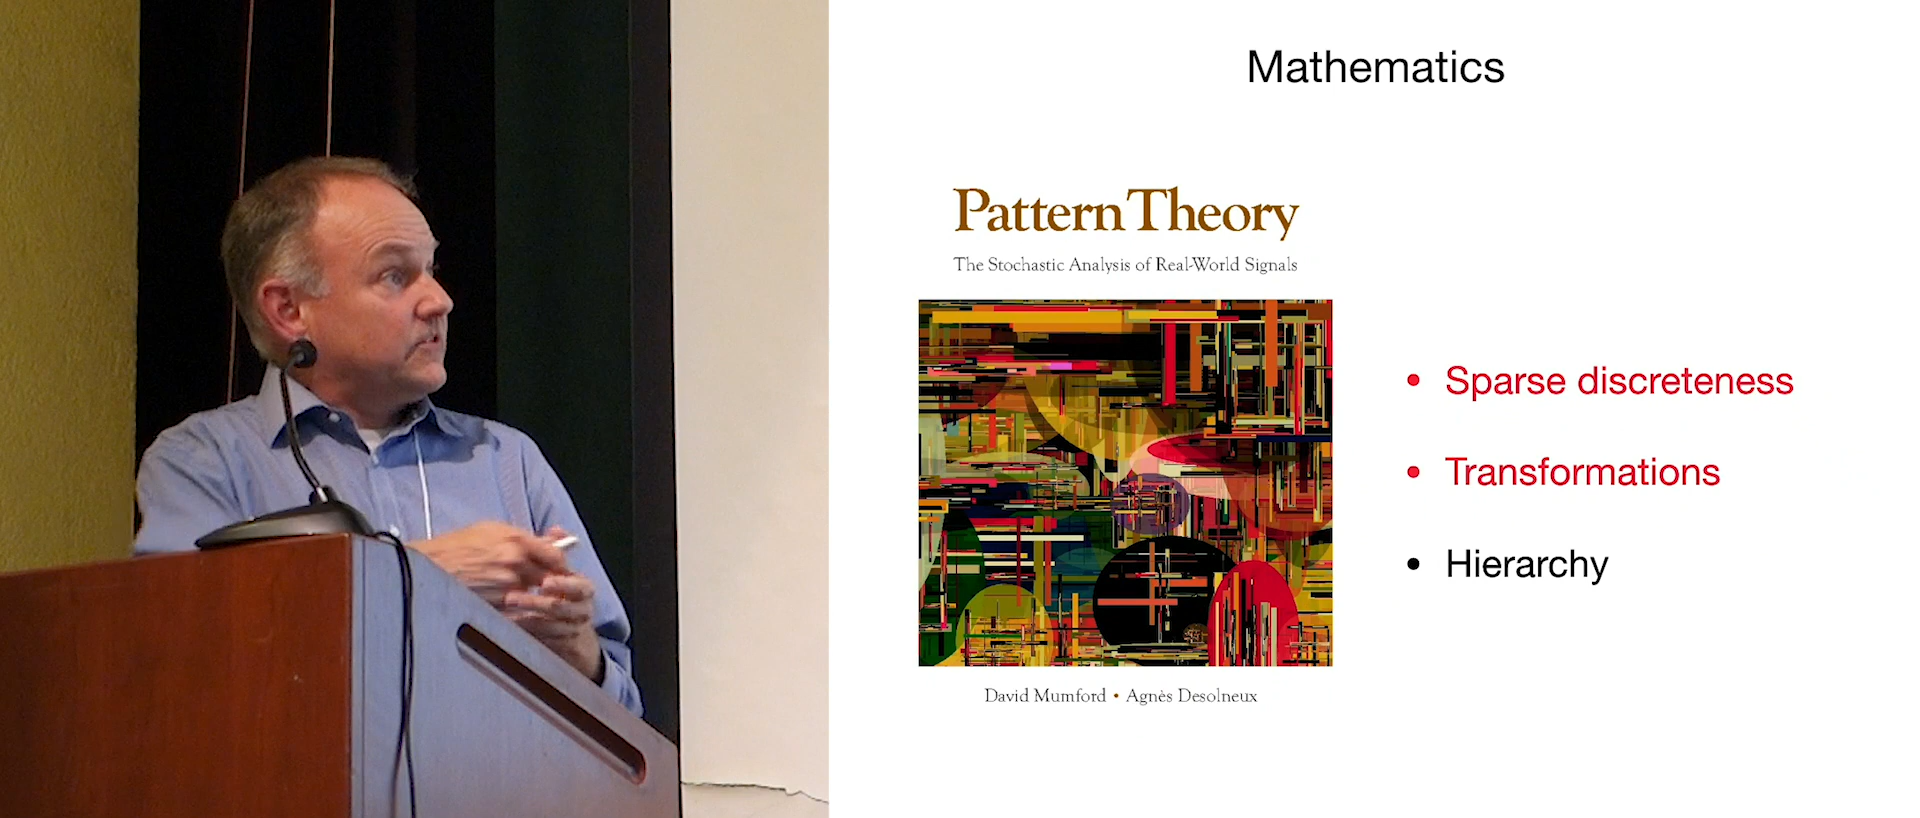 Mathematics
Pattern Theory
The Stochastic Analysis of Real-World Signals
David Mumford • Agnès Desolneux
• Sparse discreteness
• Transformations
• Hierarchy